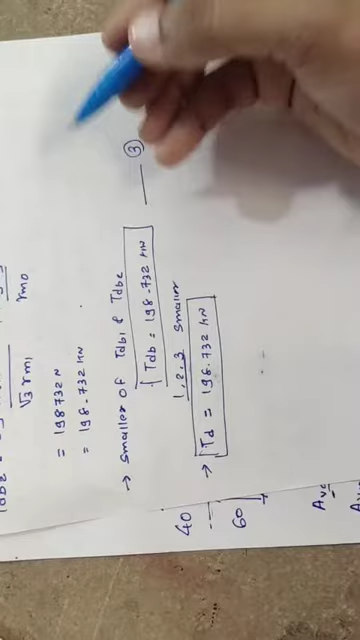 √3 γm1 γm0
= 198732 N
= 198.732 KN
→ smaller of Tdb1 & Tdb2
Tdb = 198.732 KN — ③
1, 2, 3 smaller
→ Td = 198.732 KN
40
60